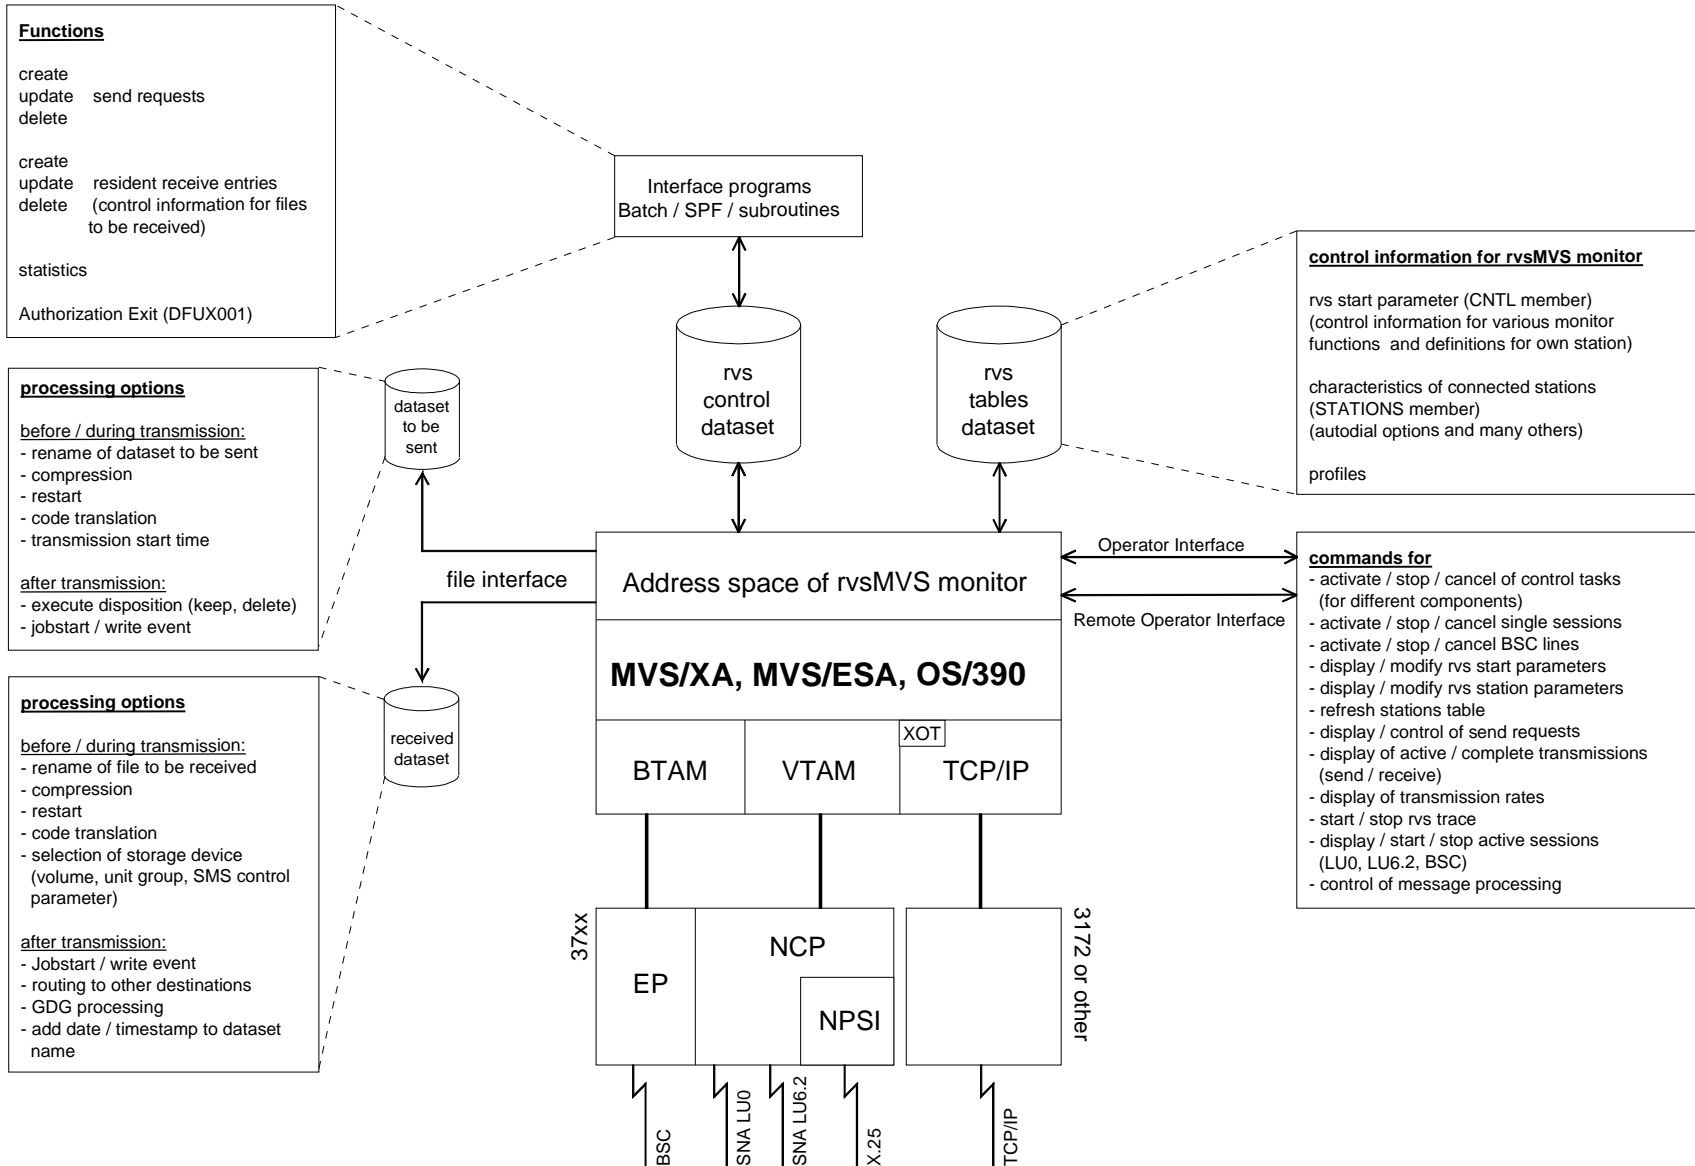 Functions
create
update send requests
delete
create
update resident receive entries
delete (control information for files
to be received)
statistics
Authorization Exit (DFUX001)
Interface programs
Batch / SPF / subroutines
control information for rvsMVS monitor
rvs start parameter (CNTL member)
(control information for various monitor
functions and definitions for own station)
characteristics of connected stations
(STATIONS member)
(autodial options and many others)
profiles
processing options
before / during transmission:
- rename of dataset to be sent
- compression
- restart
- code translation
- transmission start time
after transmission:
- execute disposition (keep, delete)
- jobstart / write event
dataset
to be
sent
rvs
control
dataset
rvs
tables
dataset
file interface
Address space of rvsMVS monitor
Operator Interface
Remote Operator Interface
commands for
- activate / stop / cancel of control tasks
(for different components)
- activate / stop / cancel single sessions
- activate / stop / cancel BSC lines
- display / modify rvs start parameters
- display / modify rvs station parameters
- refresh stations table
- display / control of send requests
- display of active / complete transmissions
(send / receive)
- display of transmission rates
- start / stop rvs trace
- display / start / stop active sessions
(LU0, LU6.2, BSC)
- control of message processing
MVS/XA, MVS/ESA, OS/390
processing options
before / during transmission:
- rename of file to be received
- compression
- restart
- code translation
- selection of storage device
(volume, unit group, SMS control
parameter)
after transmission:
- Jobstart / write event
- routing to other destinations
- GDG processing
- add date / timestamp to dataset
name
received
dataset
BTAM
VTAM
XOT
TCP/IP
37xx
EP
NCP
NPSI
3172 or other
BSC
SNA LU0
SNA LU6.2
X.25
TCP/IP